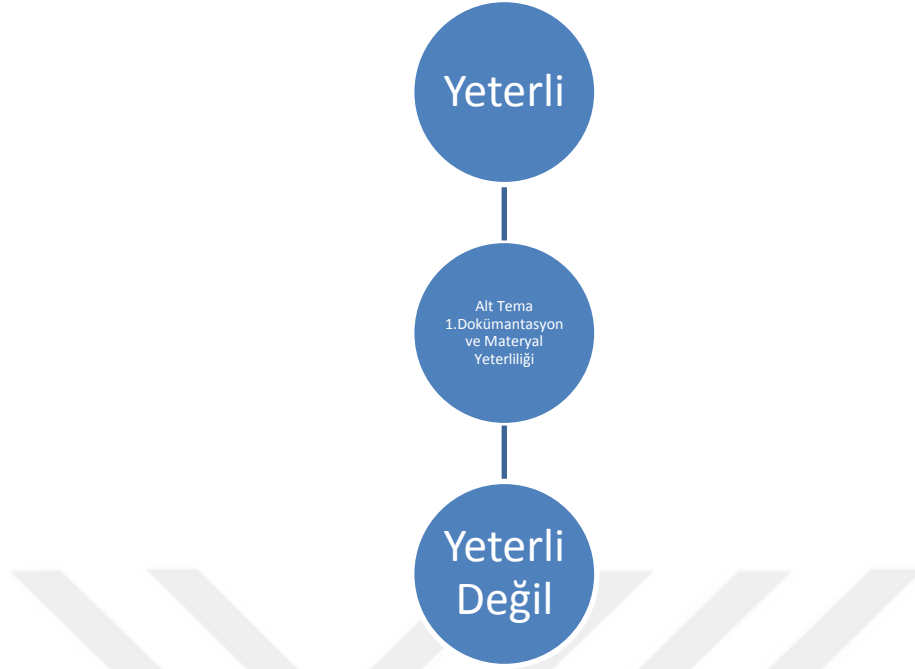 Yeterli
Alt Tema
1.Dokümantasyon
ve Materyal
Yeterliliği
Yeterli
Değil